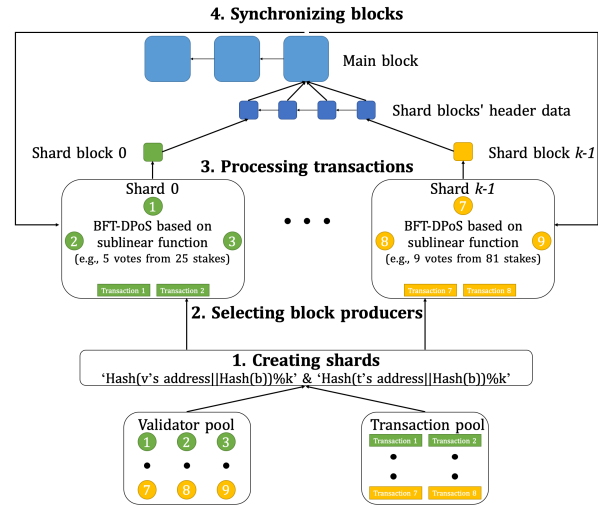 4. Synchronizing blocks
Main block
Shard blocks' header data
Shard block 0
Shard block k-1
3. Processing transactions
Shard 0
1
BFT-DPoS based on
2
sublinear function
3
(e.g., 5 votes from 25 stakes)
Transaction 1 Transaction 2
Shard k-1
7
BFT-DPoS based on
8
sublinear function
9
(e.g., 9 votes from 81 stakes)
Transaction 7 Transaction 8
2. Selecting block producers
1. Creating shards
‘Hash(v’s address||Hash(b))%k’ & ‘Hash(t’s address||Hash(b))%k’
Validator pool
1 2 3
7 8 9
Transaction pool
Transaction 1 Transaction 2
Transaction 7 Transaction 8